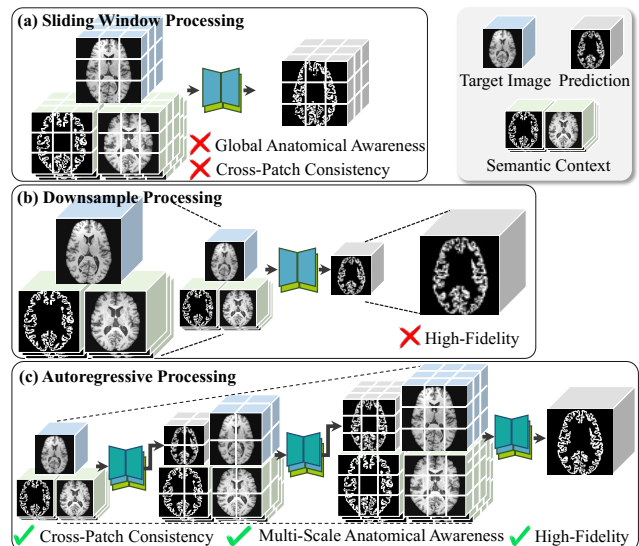 (a) Sliding Window Processing
Global Anatomical Awareness
Cross-Patch Consistency
Target Image
Prediction
Semantic Context
(b) Downsample Processing
High-Fidelity
(c) Autoregressive Processing
Cross-Patch Consistency
Multi-Scale Anatomical Awareness
High-Fidelity